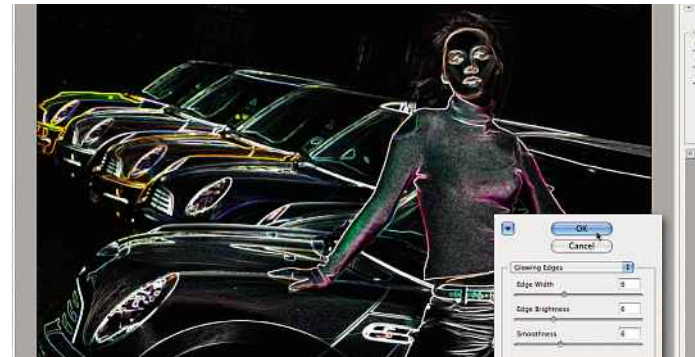 OK
Cancel
Glowing Edges
Edge Width 6
Edge Brightness 6
Smoothness 6